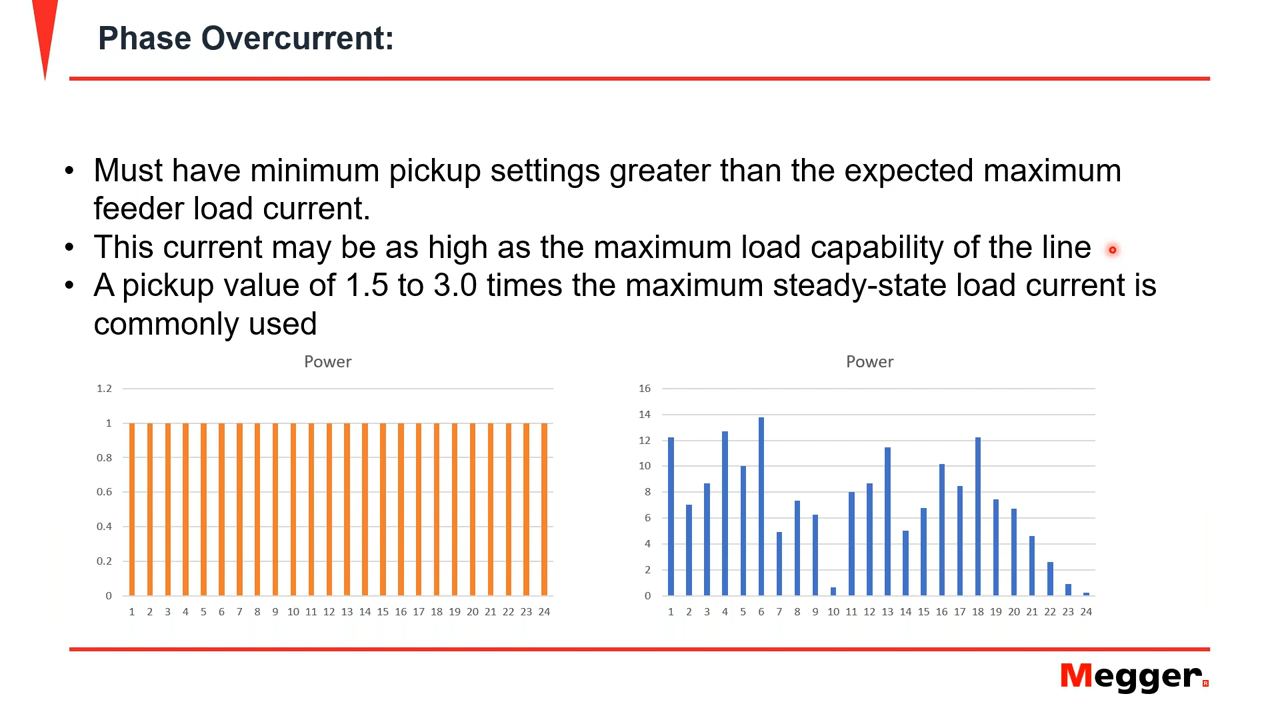 Phase Overcurrent:
• Must have minimum pickup settings greater than the expected maximum
feeder load current.
• This current may be as high as the maximum load capability of the line
• A pickup value of 1.5 to 3.0 times the maximum steady-state load current is
commonly used
Power
1.2
1
0.8
0.6
0.4
0.2
0
1 2 3 4 5 6 7 8 9 10 11 12 13 14 15 16 17 18 19 20 21 22 23 24
Power
16
14
12
10
8
6
4
2
0
1 2 3 4 5 6 7 8 9 10 11 12 13 14 15 16 17 18 19 20 21 22 23 24
Megger.